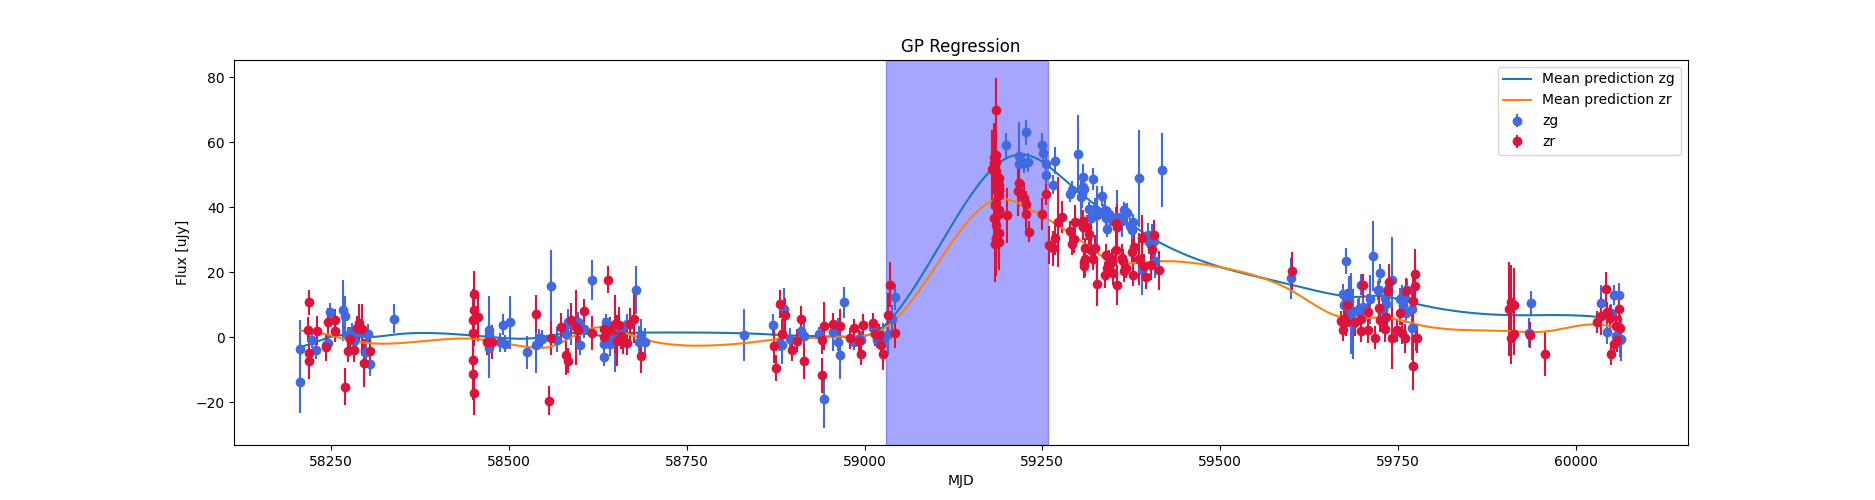 GP Regression
Mean prediction zg
Mean prediction zr
zg
zr
Flux [uJy]
80
60
40
20
0
−20
58250 58500 58750 59000 59250 59500 59750 60000
MJD